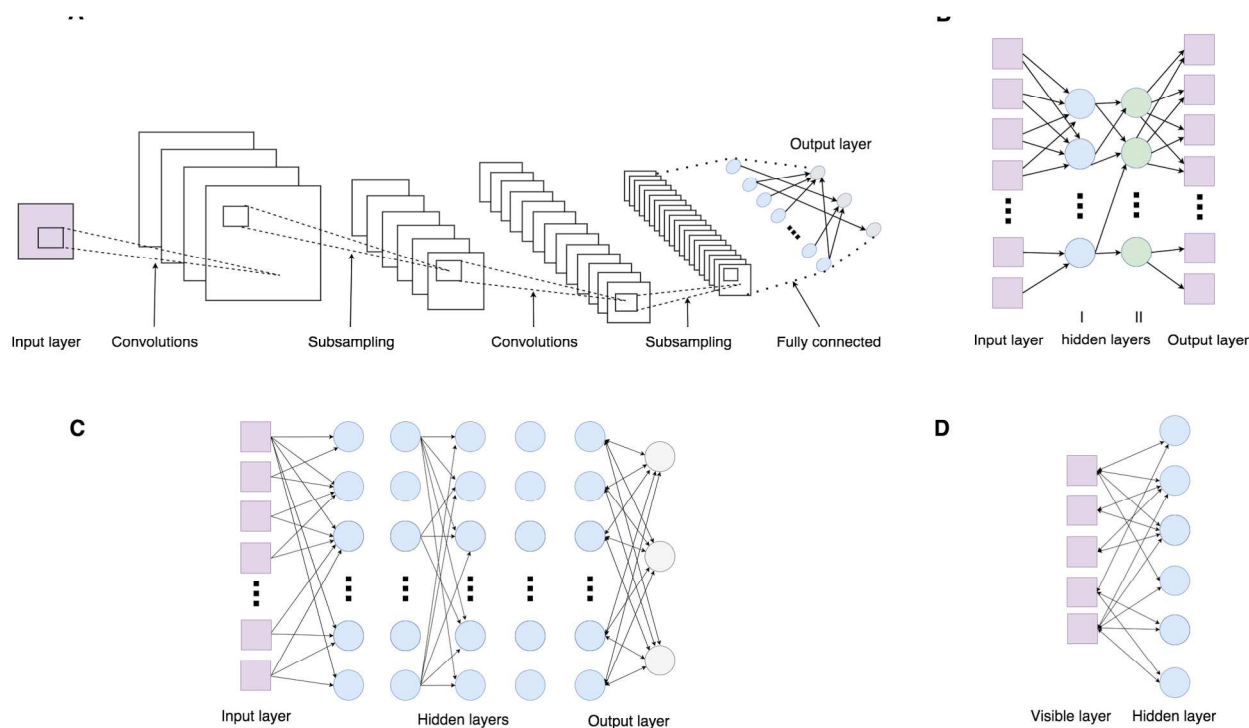 Output layer
Input layer
Convolutions
Subsampling
Convolutions
Subsampling
Fully connected
I
II
Input layer
hidden layers
Output layer
C
Input layer
Hidden layers
Output layer
D
Visible layer
Hidden layer